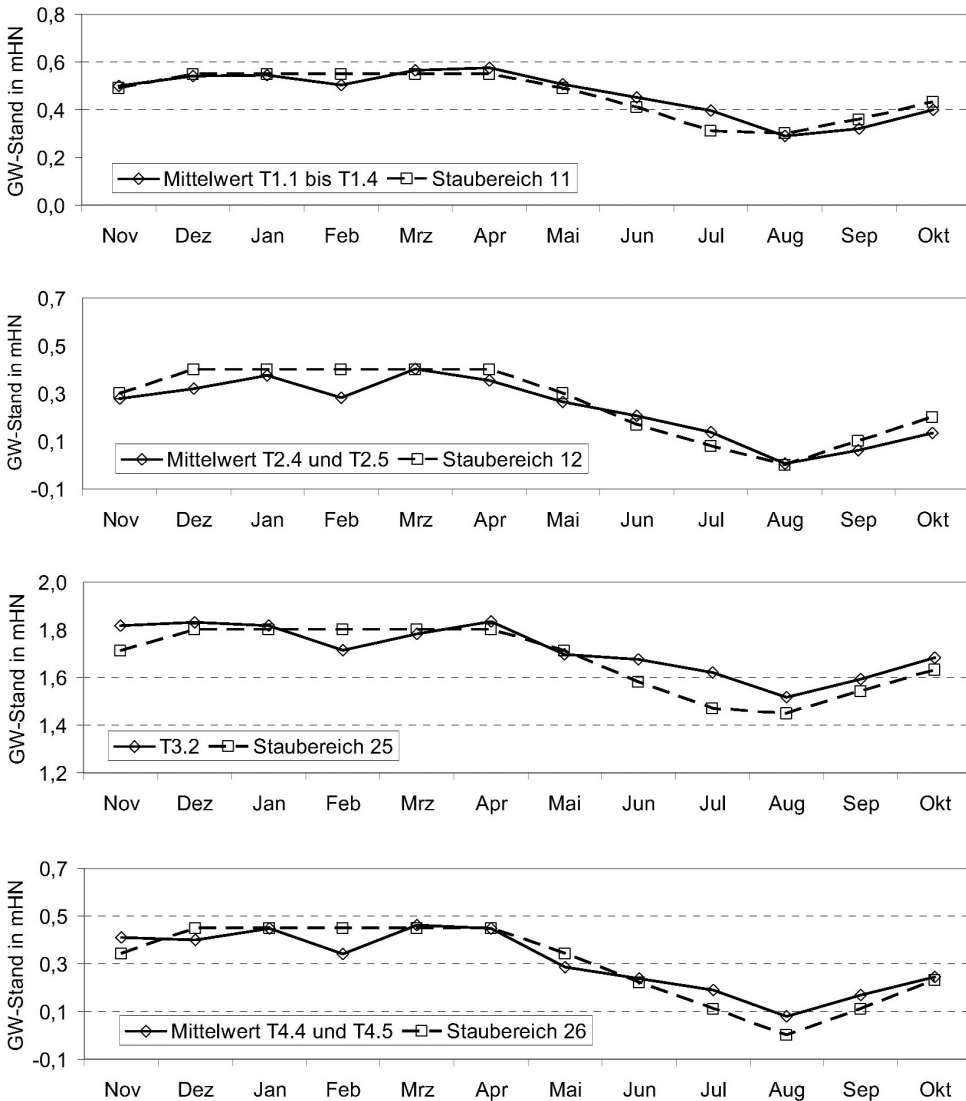 GW-Stand in mHN
0,8
0,6
0,4
0,2
0,0
Mittelwert T1.1 bis T1.4 Staubereich 11
Nov Dez Jan Feb Mrz Apr Mai Jun Jul Aug Sep Okt
GW-Stand in mHN
0,7
0,5
0,3
0,1
-0,1
Mittelwert T2.4 und T2.5 Staubereich 12
Nov Dez Jan Feb Mrz Apr Mai Jun Jul Aug Sep Okt
GW-Stand in mHN
2,0
1,8
1,6
1,4
1,2
T3.2 Staubereich 25
Nov Dez Jan Feb Mrz Apr Mai Jun Jul Aug Sep Okt
GW-Stand in mHN
0,7
0,5
0,3
0,1
-0,1
Mittelwert T4.4 und T4.5 Staubereich 26
Nov Dez Jan Feb Mrz Apr Mai Jun Jul Aug Sep Okt